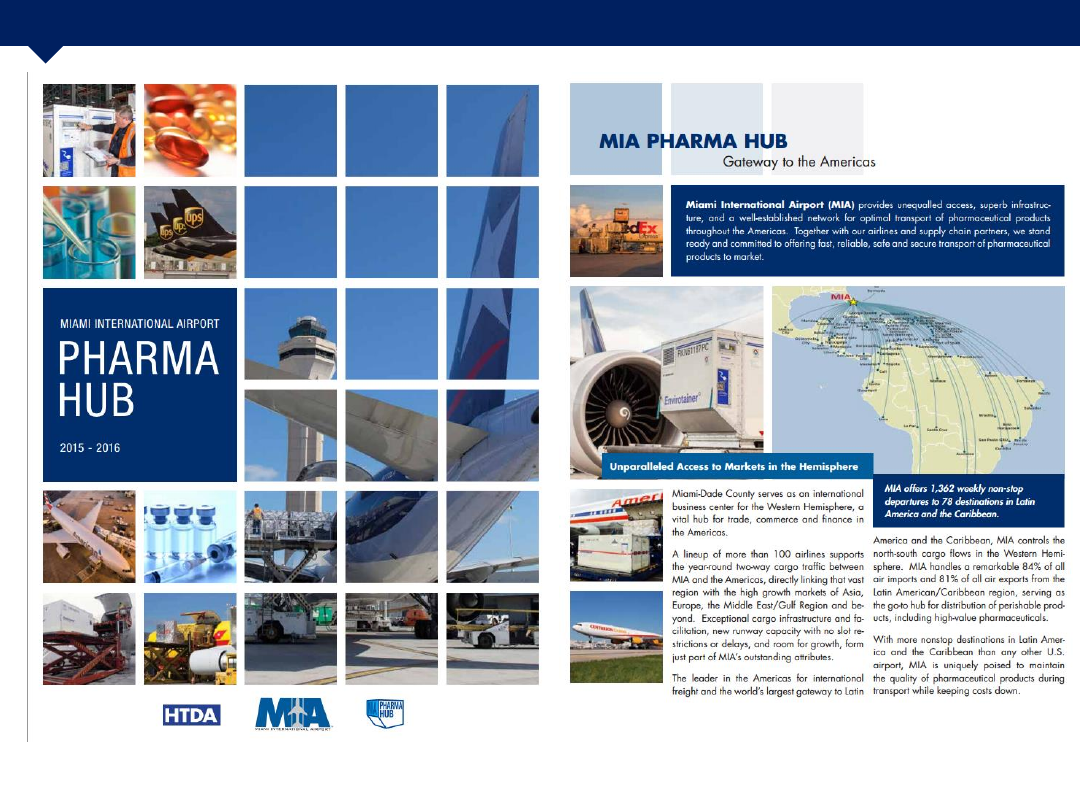 MIAMI INTERNATIONAL AIRPORT
PHARMA
HUB
2015 - 2016
ups
ups
ups
HTDA
MIA
MIAMI INTERNATIONAL AIRPORT
PHARMA
HUB
MIA PHARMA HUB
Gateway to the Americas
FedEx
Miami International Airport (MIA) provides unequalled access, superb infrastruc-
ture, and a well-established network for optimal transport of pharmaceutical products
throughout the Americas. Together with our airlines and supply chain partners, we stand
ready and committed to offering fast, reliable, safe and secure transport of pharmaceutical
products to market.
Envirotainer
MIA
Unparalleled Access to Markets in the Hemisphere
Miami-Dade County serves as an international
business center for the Western Hemisphere, a
vital hub for trade, commerce and finance in
the Americas.
A lineup of more than 100 airlines supports
the year-round two-way cargo traffic between
MIA and the Americas, directly linking that vast
region with the high growth markets of Asia,
Europe, the Middle East/Gulf Region and be-
yond. Exceptional cargo infrastructure and fa-
cilitation, new runway capacity with no slot re-
strictions or delays, and room for growth, form
just part of MIA's outstanding attributes.
The leader in the Americas for international
freight and the world's largest gateway to Latin
MIA offers 1,362 weekly non-stop
departures to 78 destinations in Latin
America and the Caribbean.
America and the Caribbean, MIA controls the
north-south cargo flows in the Western Hemi-
sphere. MIA handles a remarkable 84% of all
air imports and 81% of all air exports from the
Latin American/Caribbean region, serving as
the go-to hub for distribution of perishable prod-
ucts, including high-value pharmaceuticals.
With more nonstop destinations in Latin Amer-
ica and the Caribbean than any other U.S.
airport, MIA is uniquely poised to maintain
the quality of pharmaceutical products during
transport while keeping costs down.